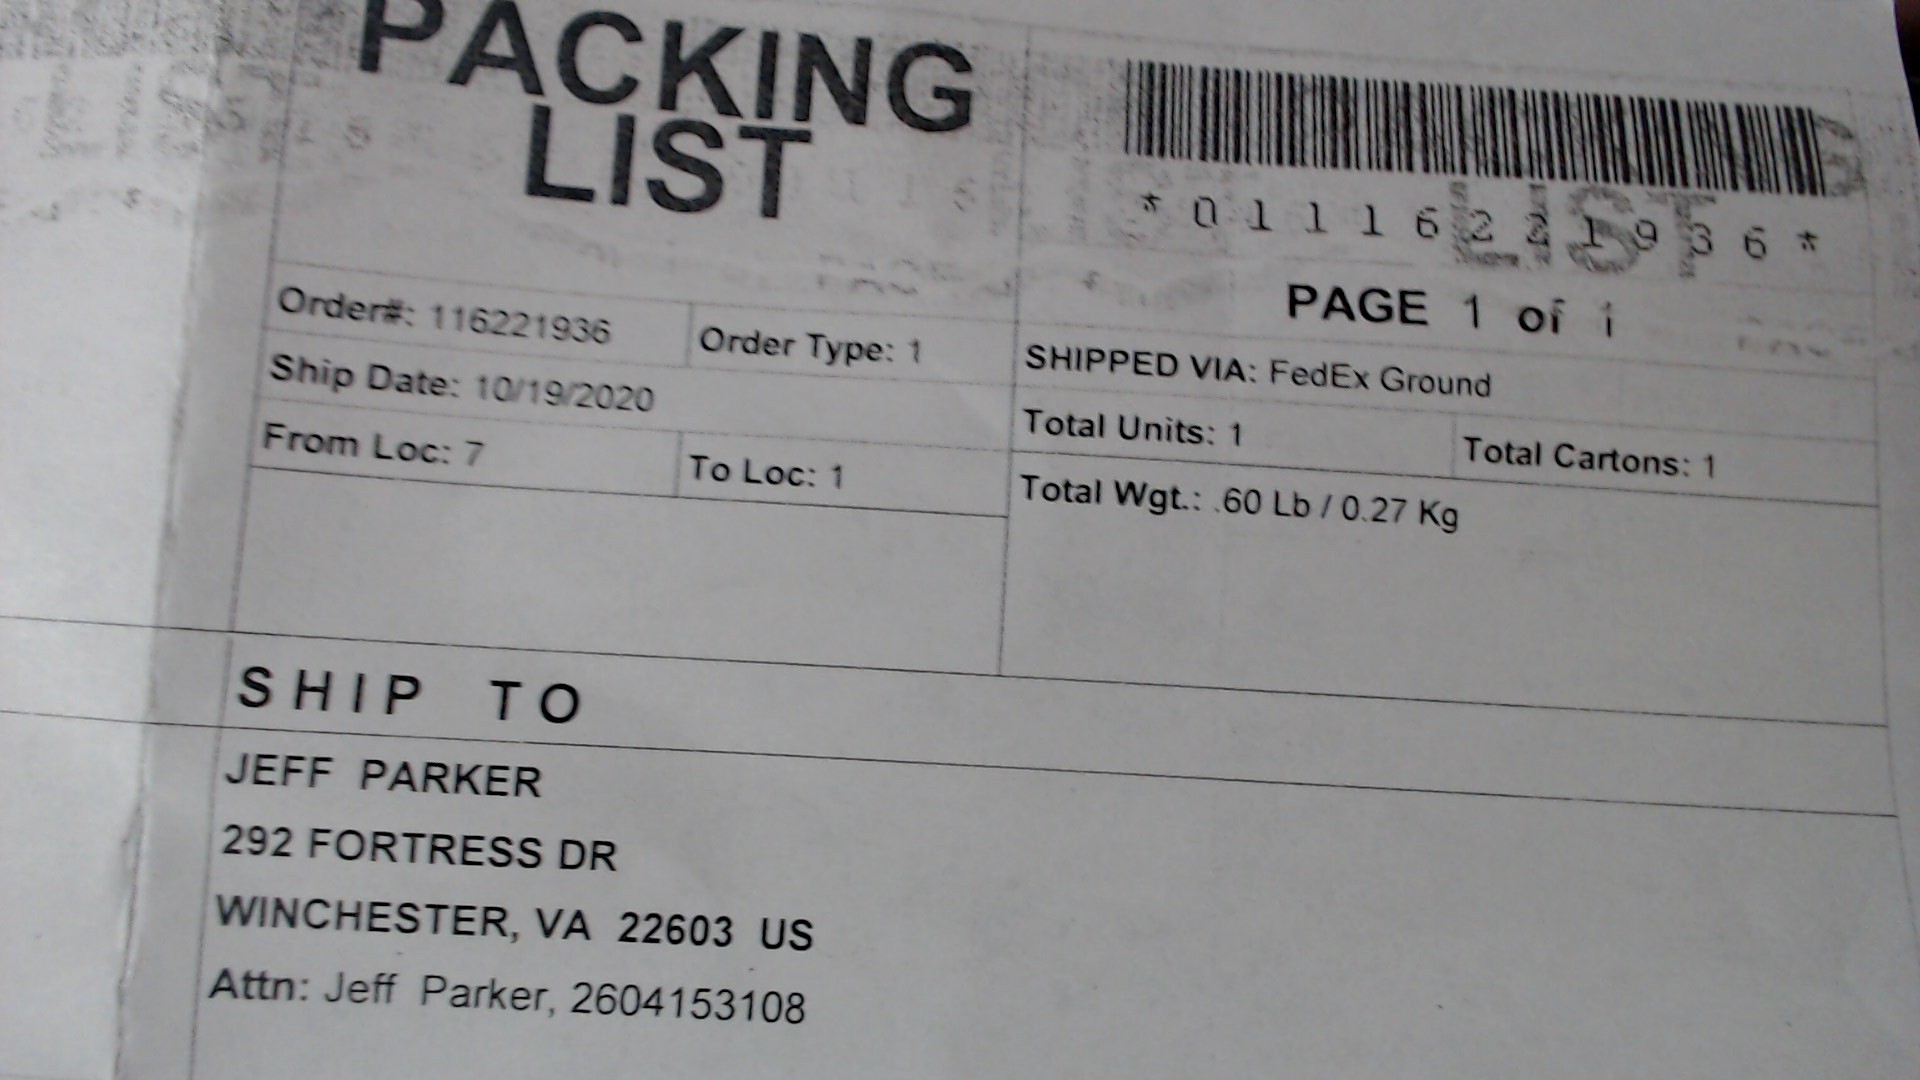 PACKING
LIST
*01116221936*
PAGE 1 of 1
Order#: 116221936
Order Type: 1
Ship Date: 10/19/2020
From Loc: 7
To Loc: 1
SHIPPED VIA: FedEx Ground
Total Units: 1
Total Cartons: 1
Total Wgt.: .60 Lb / 0.27 Kg
SHIP TO
JEFF PARKER
292 FORTRESS DR
WINCHESTER, VA 22603 US
Attn: Jeff Parker, 2604153108